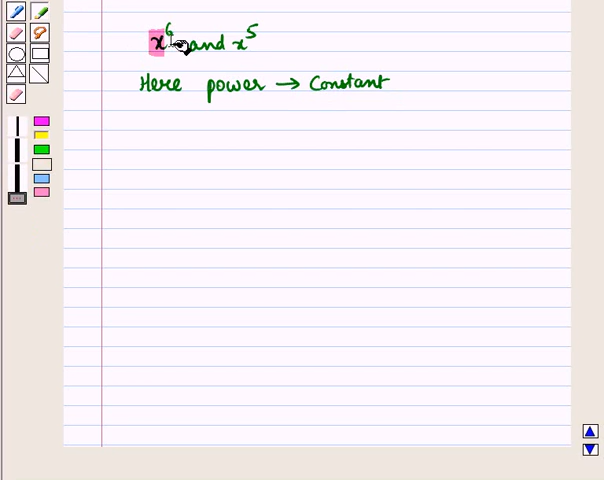 x⁶ and x⁵
Here power → Constant